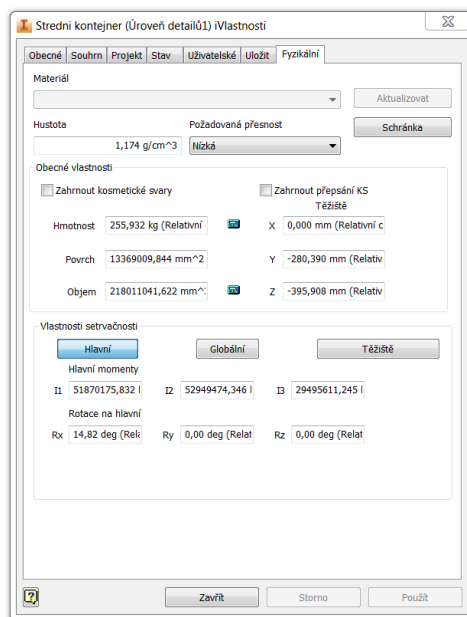 Stredni kontejner (Úroveň detailů1) iVlastnosti
Obecné Souhrn Projekt Stav Uživatelské Uložit Fyzikální
Materiál
Aktualizovat
Hustota Požadovaná přesnost
1,174 g/cm^3 Nízká Schránka
Obecné vlastnosti
Zahrnout kosmetické svary Zahrnout přepsání KS
Těžiště
Hmotnost 255,932 kg (Relativní X 0,000 mm (Relativní c
Povrch 13369009,844 mm^2 Y -280,390 mm (Relativ
Objem 218011041,622 mm^ Z -395,908 mm (Relativ
Vlastnosti setrvačnosti
Hlavní Globální Těžiště
Hlavní momenty
I1 51870175,832 I2 52949474,346 I3 29495611,245
Rotace na hlavní
Rx 14,82 deg (Rela Ry 0,00 deg (Relat Rz 0,00 deg (Relat
Zavřít Storno Použít